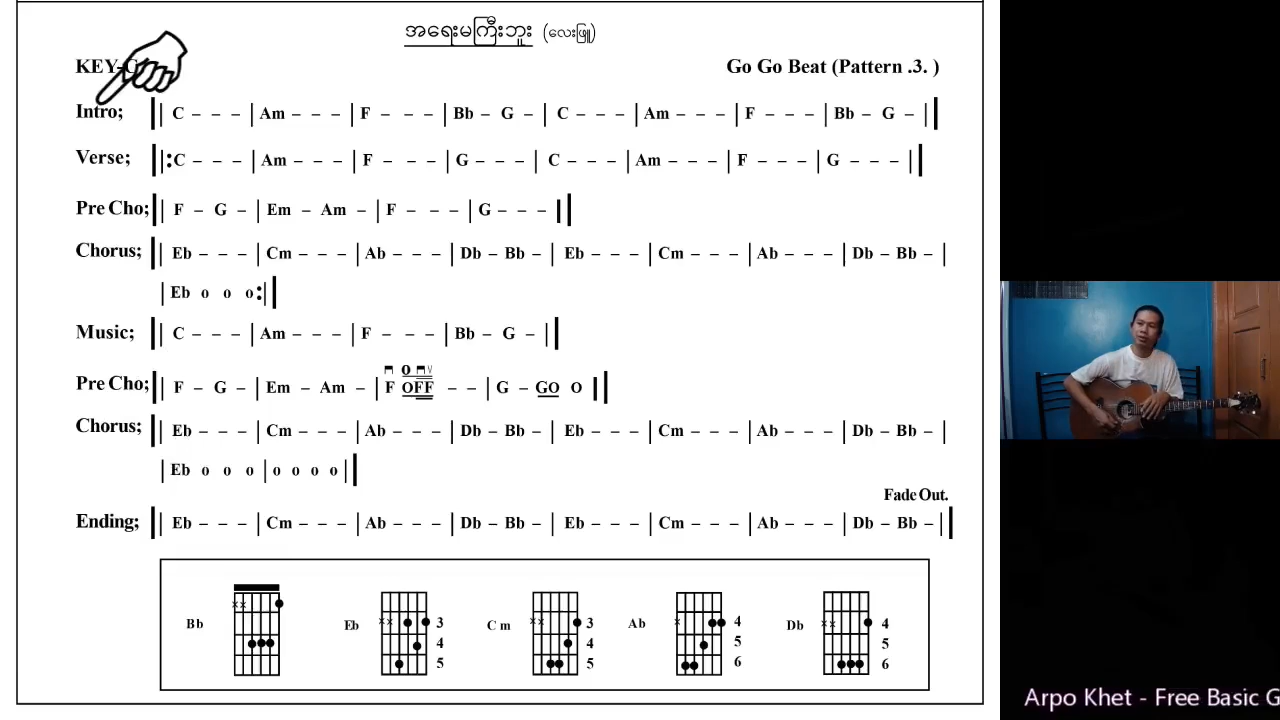 အရေးမကြီးဘူး (လေးဖြူ)
KEY-C Go Go Beat (Pattern .3. )
Intro; || C – – – | Am – – – | F – – – | Bb – G – | C – – – | Am – – – | F – – – | Bb – G – ||
Verse; ||:C – – – | Am – – – | F – – – | G – – – | C – – – | Am – – – | F – – – | G – – – ||
Pre Cho; || F – G – | Em – Am – | F – – – | G – – – ||
Chorus; || Eb – – – | Cm – – – | Ab – – – | Db – Bb – | Eb – – – | Cm – – – | Ab – – – | Db – Bb – |
| Eb o o o :||
Music; || C – – – | Am – – – | F – – – | Bb – G – ||
Pre Cho; || F – G – | Em – Am – | F OFF – – | G – GO O ||
Chorus; || Eb – – – | Cm – – – | Ab – – – | Db – Bb – | Eb – – – | Cm – – – | Ab – – – | Db – Bb – |
| Eb o o o | o o o o ||
Fade Out.
Ending; || Eb – – – | Cm – – – | Ab – – – | Db – Bb – | Eb – – – | Cm – – – | Ab – – – | Db – Bb – ||
Bb Eb 3 4 5 Cm 3 4 5 Ab 4 5 6 Db 4 5 6
Arpo Khet - Free Basic G